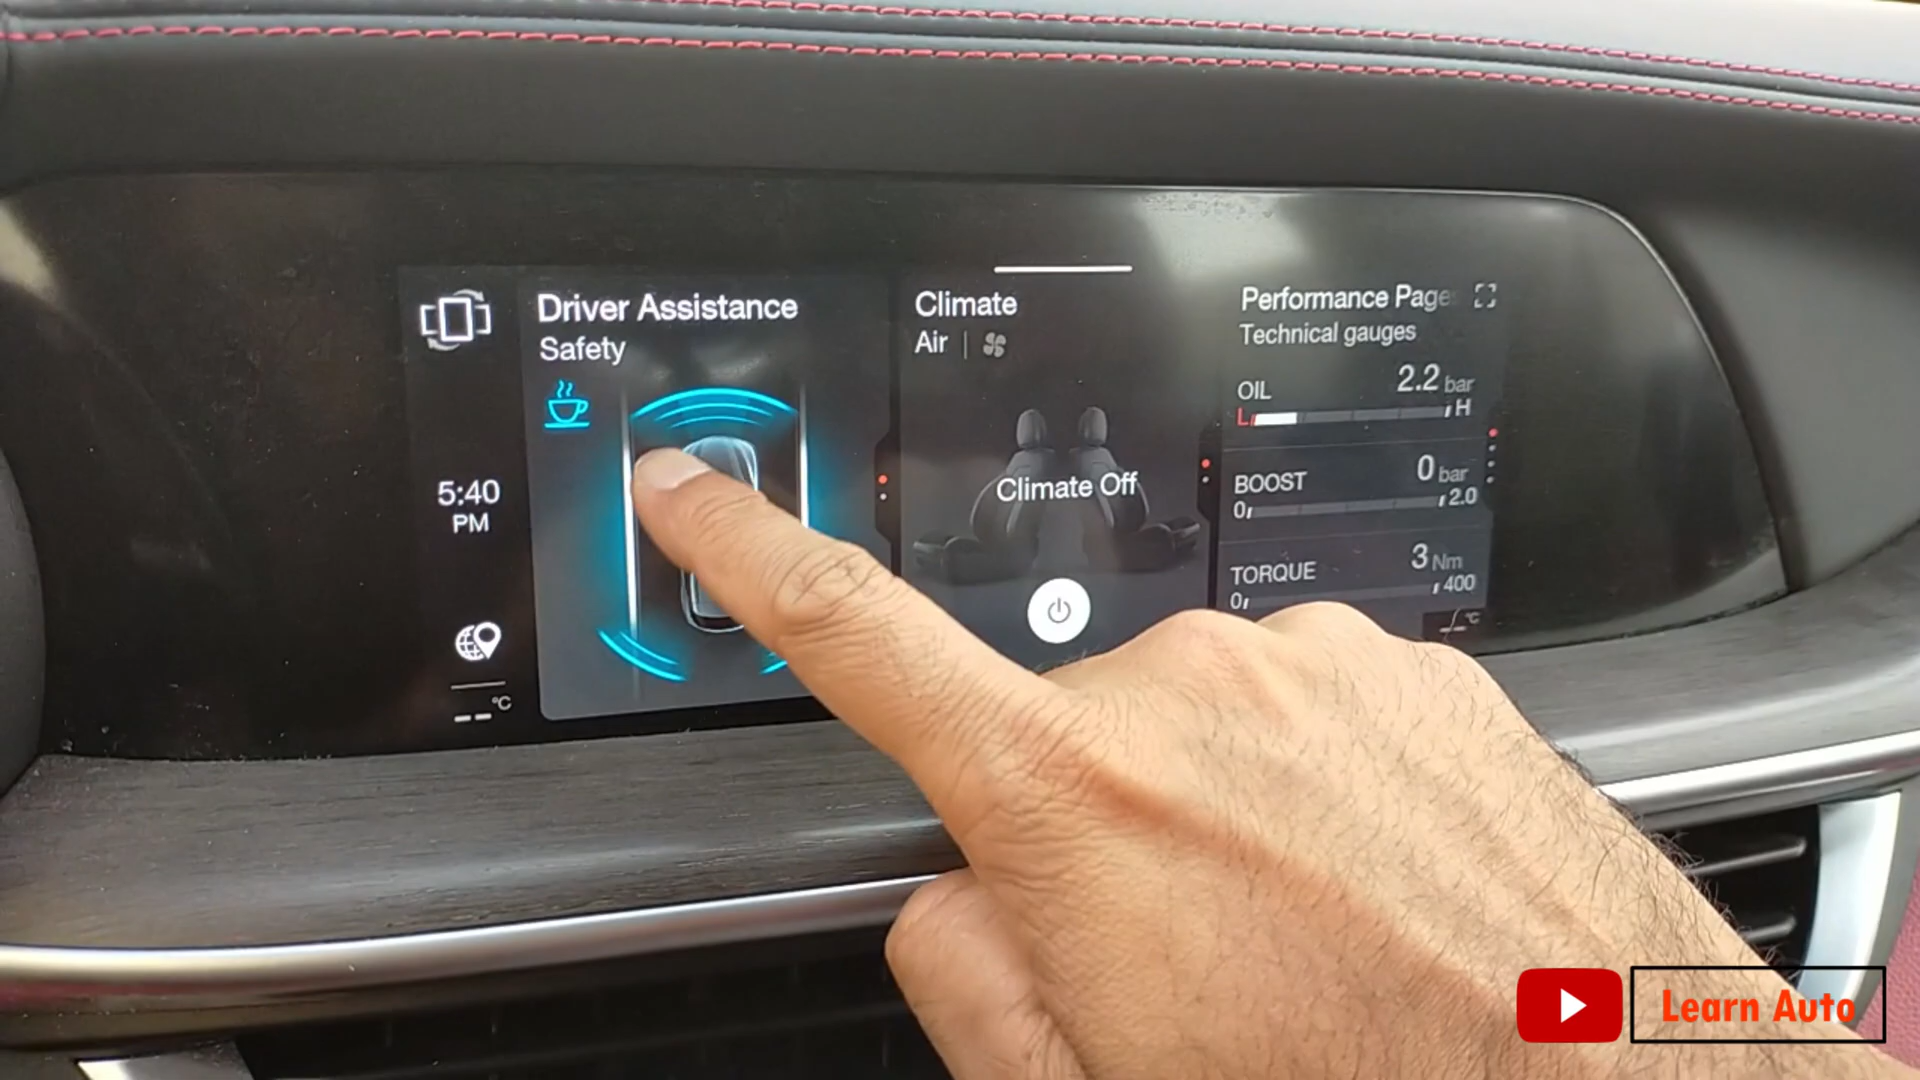 Driver Assistance
Safety
5:40
PM
°C
Climate
Air
Climate Off
Performance Page
Technical gauges
OIL 2.2 bar
L H
BOOST 0 bar
0 2.0
TORQUE 3 Nm
0 400
°C
Learn Auto